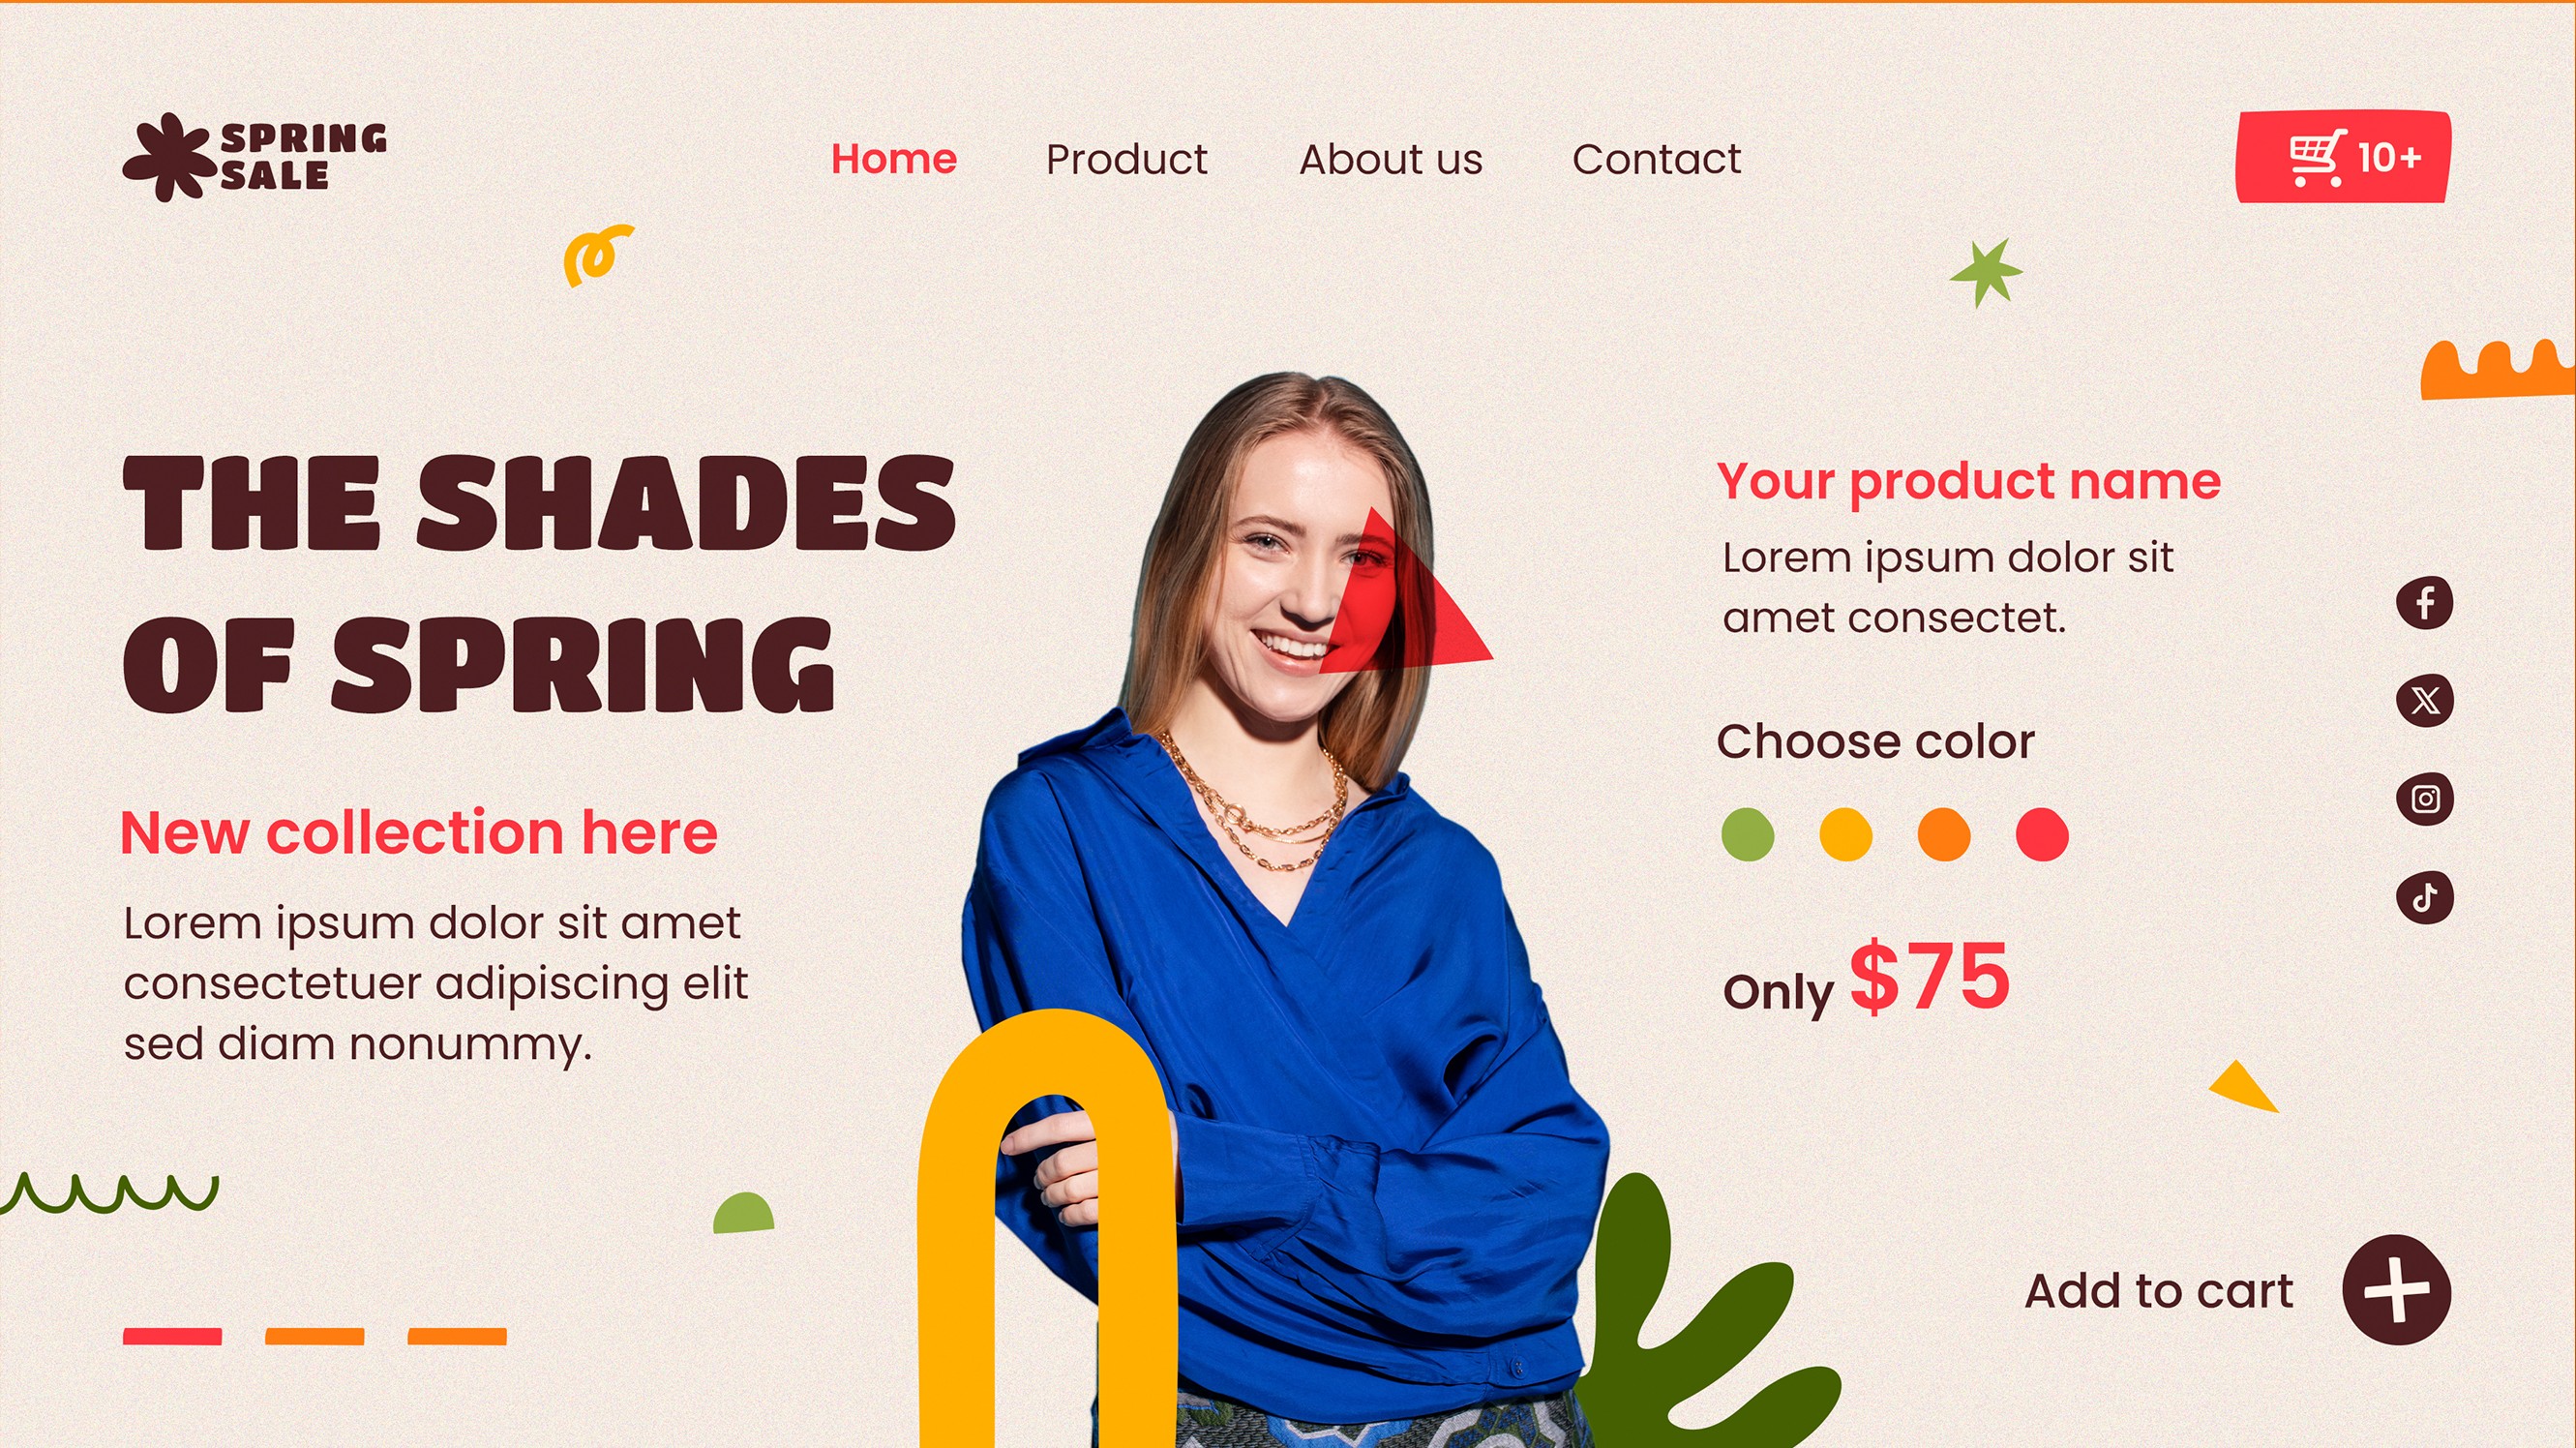 SPRING
SALE
Home
Product
About us
Contact
10+
THE SHADES
OF SPRING
New collection here
Lorem ipsum dolor sit amet
consectetuer adipiscing elit
sed diam nonummy.
Your product name
Lorem ipsum dolor sit
amet consectet.
Choose color
Only $75
Add to cart